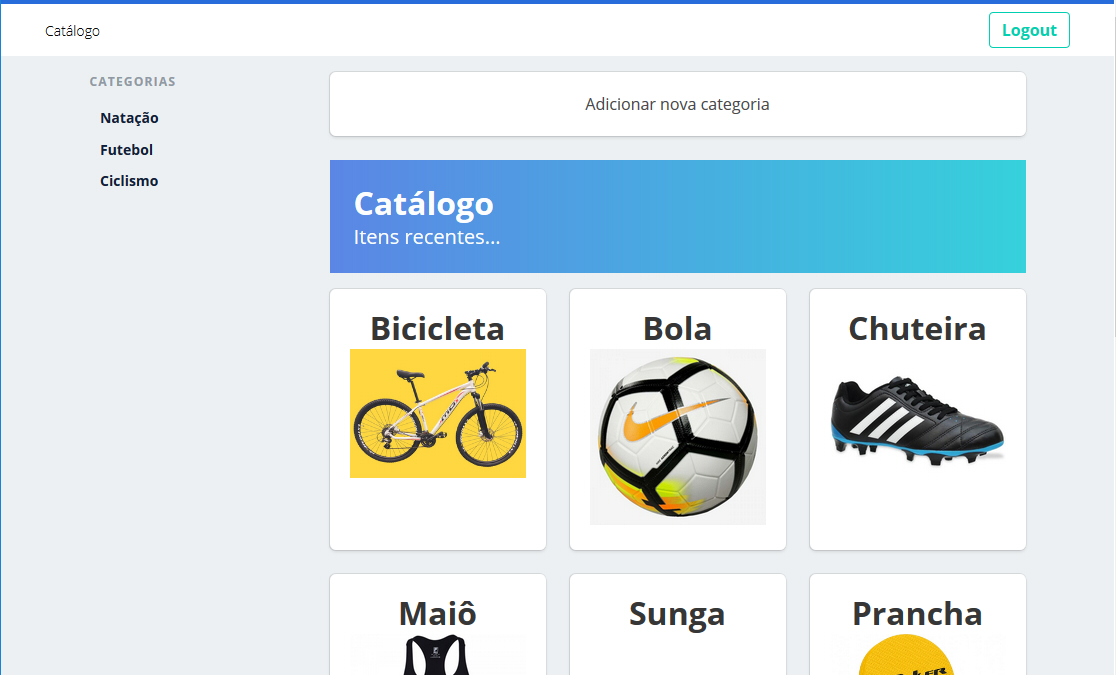 Catálogo
Logout
CATEGORIAS
Natação
Futebol
Ciclismo
Adicionar nova categoria
Catálogo
Itens recentes...
Bicicleta
Bola
Chuteira
Maiô
Sunga
Prancha